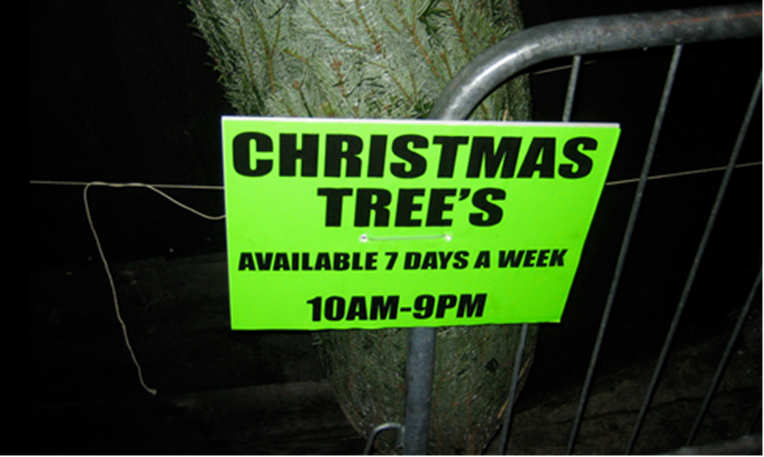 CHRISTMAS
TREE'S
AVAILABLE 7 DAYS A WEEK
10AM-9PM